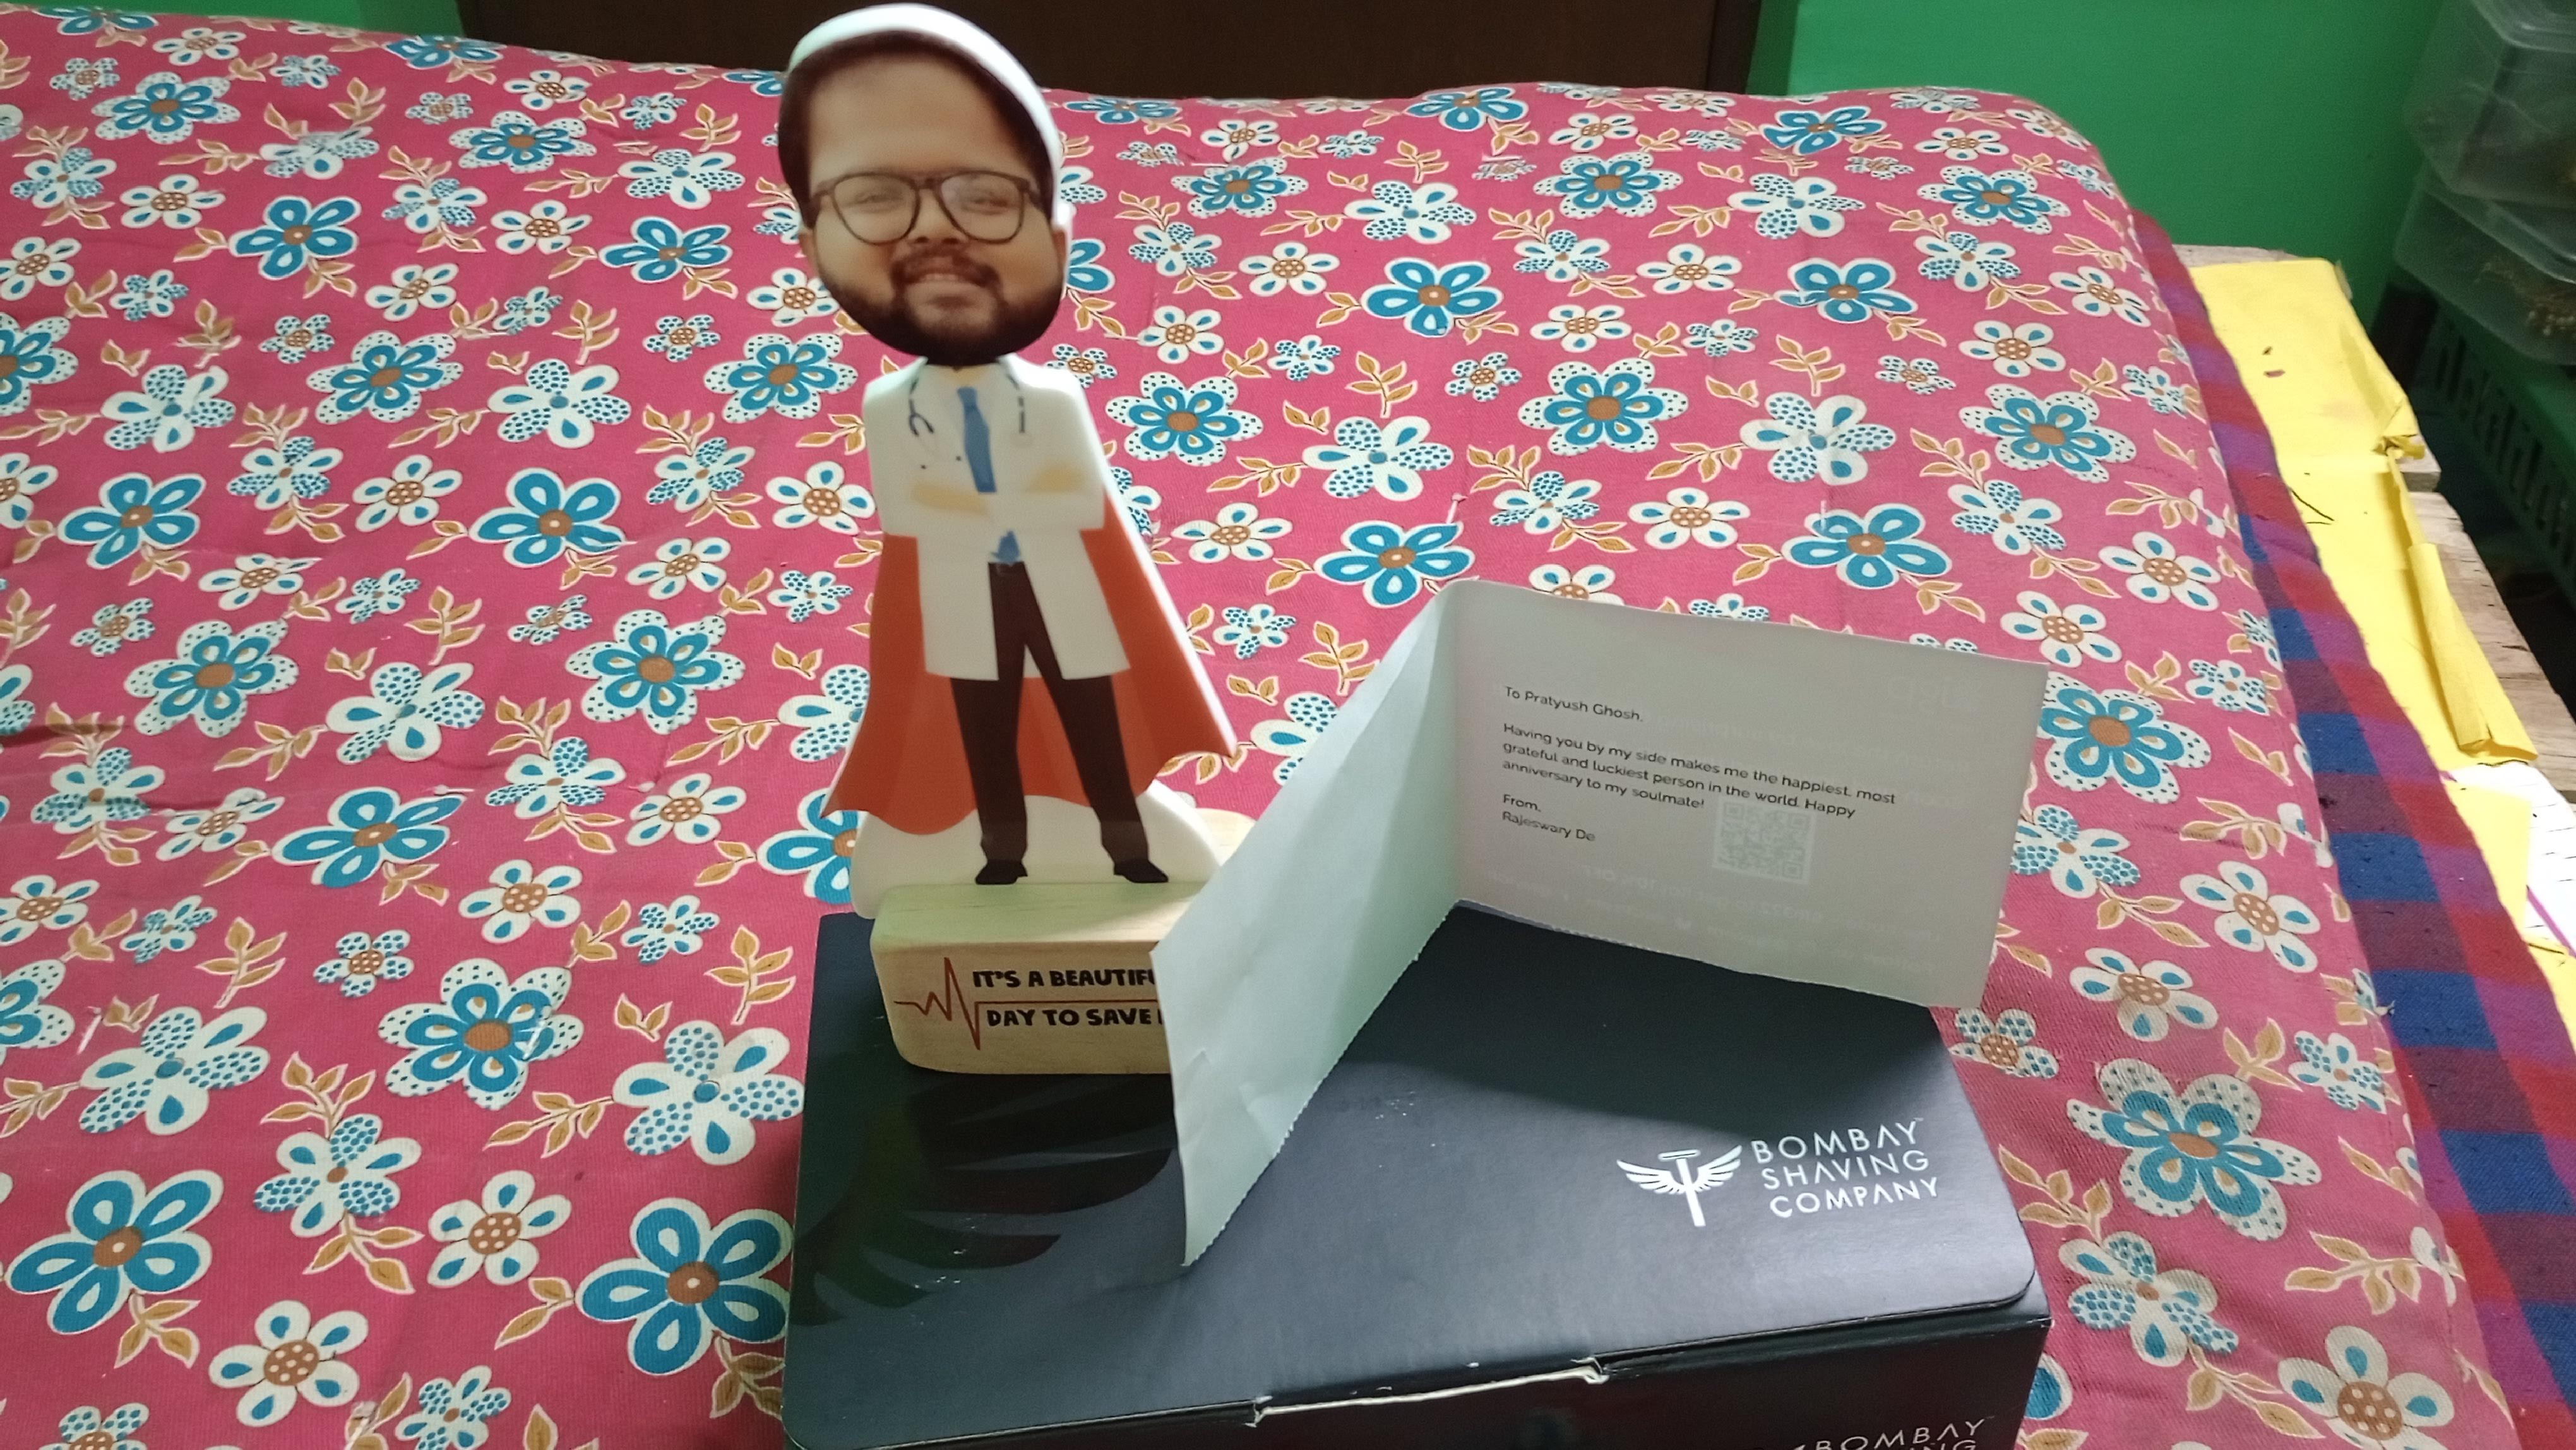 IT'S A BEAUTIFU
DAY TO SAVE
To Pratyush Ghosh,
Having you by my side makes me the happiest, most
grateful and luckiest person in the world. Happy
anniversary to my soulmate!
From,
Rajeswary De
BOMBAY
SHAVING
COMPANY
BOMBAY